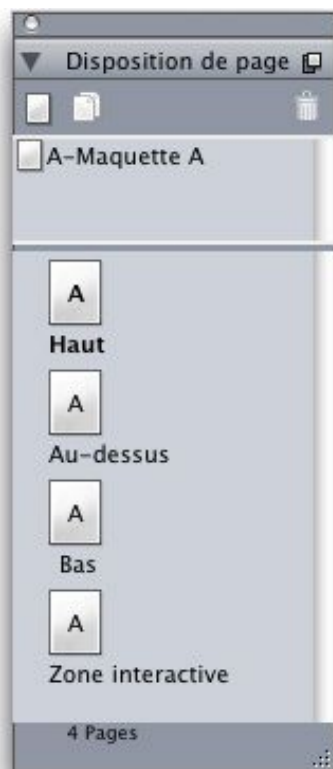 Disposition de page
A-Maquette A
A
Haut
A
Au-dessus
A
Bas
A
Zone interactive
4 Pages